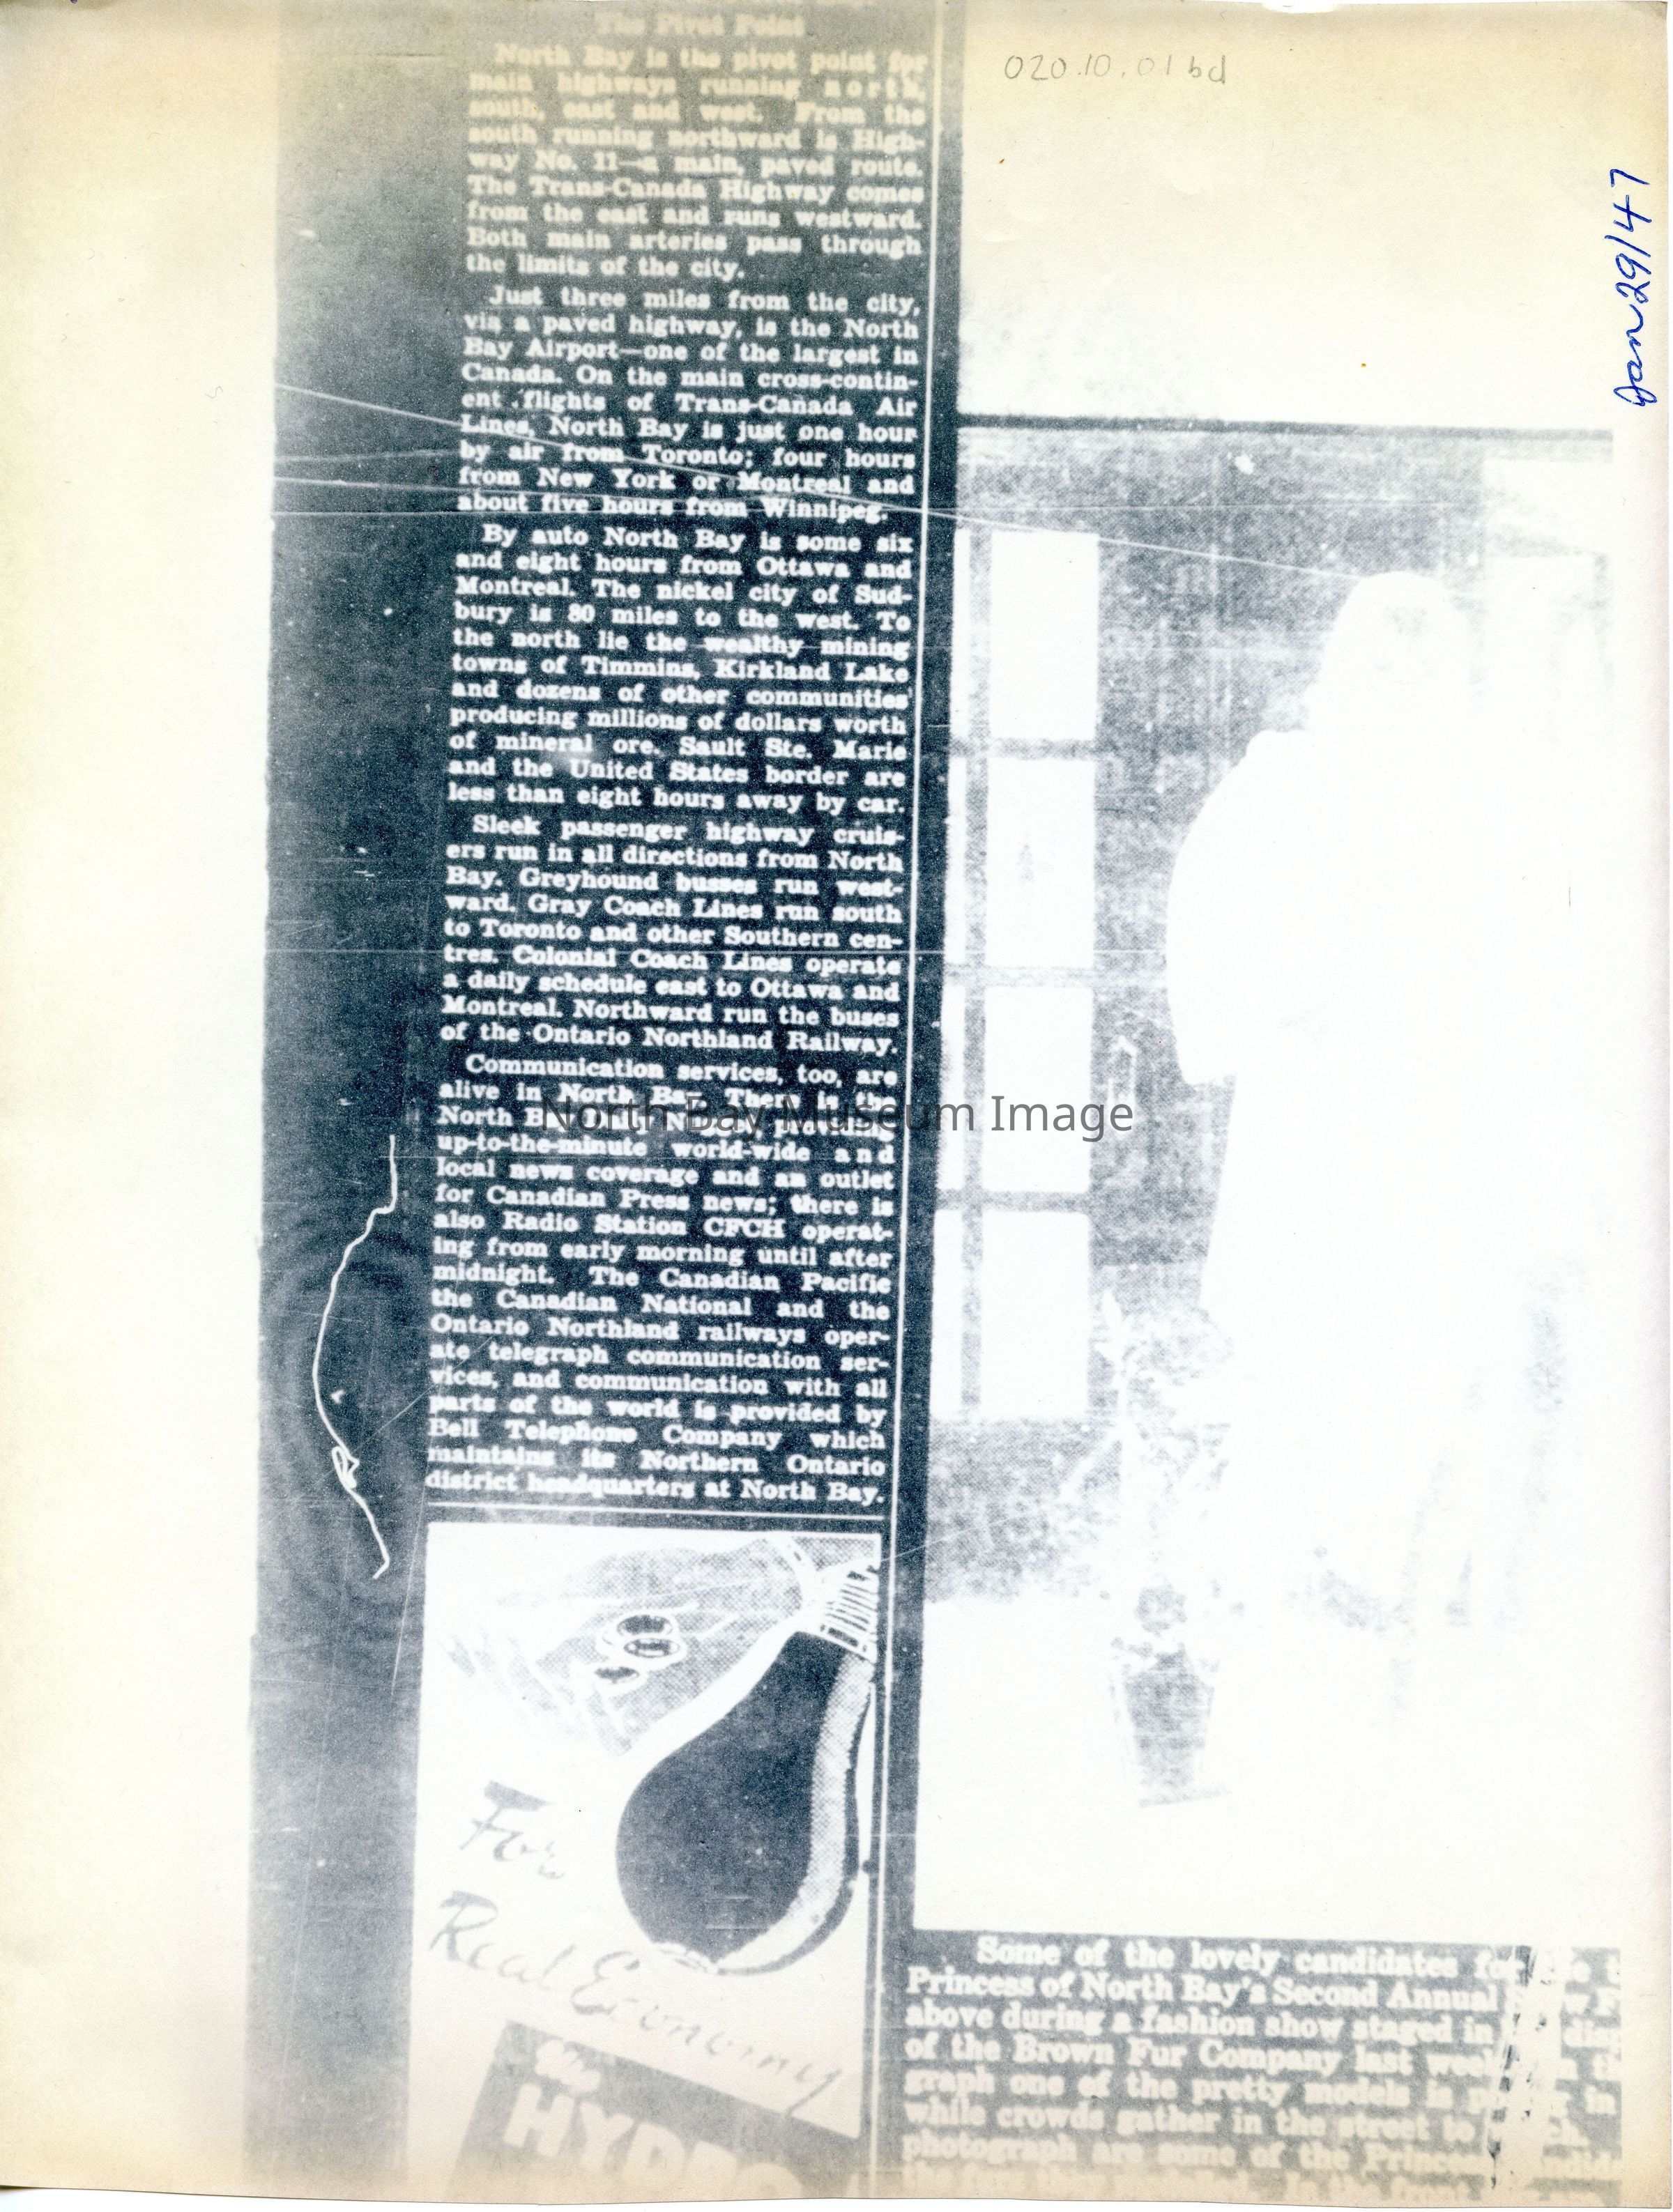 020.10.01 bd
Jan 29/47
The Pivot Point
North Bay is the pivot point for
main highways running north,
south, east and west. From the
south running northward is High-
way No. 11—a main, paved route.
The Trans-Canada Highway comes
from the east and runs westward.
Both main arteries pass through
the limits of the city.
Just three miles from the city,
via a paved highway, is the North
Bay Airport—one of the largest in
Canada. On the main cross-contin-
ent flights of Trans-Canada Air
Lines, North Bay is just one hour
by air from Toronto; four hours
from New York or Montreal and
about five hours from Winnipeg.
By auto North Bay is some six
and eight hours from Ottawa and
Montreal. The nickel city of Sud-
bury is 80 miles to the west. To
the north lie the wealthy mining
towns of Timmins, Kirkland Lake
and dozens of other communities
producing millions of dollars worth
of mineral ore. Sault Ste. Marie
and the United States border are
less than eight hours away by car.
Sleek passenger highway cruis-
ers run in all directions from North
Bay. Greyhound busses run west-
ward. Gray Coach Lines run south
to Toronto and other Southern cen-
tres. Colonial Coach Lines operate
a daily schedule east to Ottawa and
Montreal. Northward run the buses
of the Ontario Northland Railway.
Communication services, too, are
alive in North Bay. There is the
North
up-to-the-minute world-wide and
local news coverage and an outlet
for Canadian Press news; there is
also Radio Station CFCH operat-
ing from early morning until after
midnight. The Canadian Pacific
the Canadian National and the
Ontario Northland railways oper-
ate telegraph communication ser-
vices, and communication with all
parts of the world is provided by
Bell Telephone Company which
maintains its Northern Ontario
district headquarters at North Bay.
North Bay Museum Image
For
Real Economy
the
HYDRO
Some of the lovely candidates for
Princess of North Bay's Second Annual
above during a fashion show staged in
of the Brown Fur Company last week
graph one of the pretty models is
while crowds gather in the street to
photograph are some of the
in the front